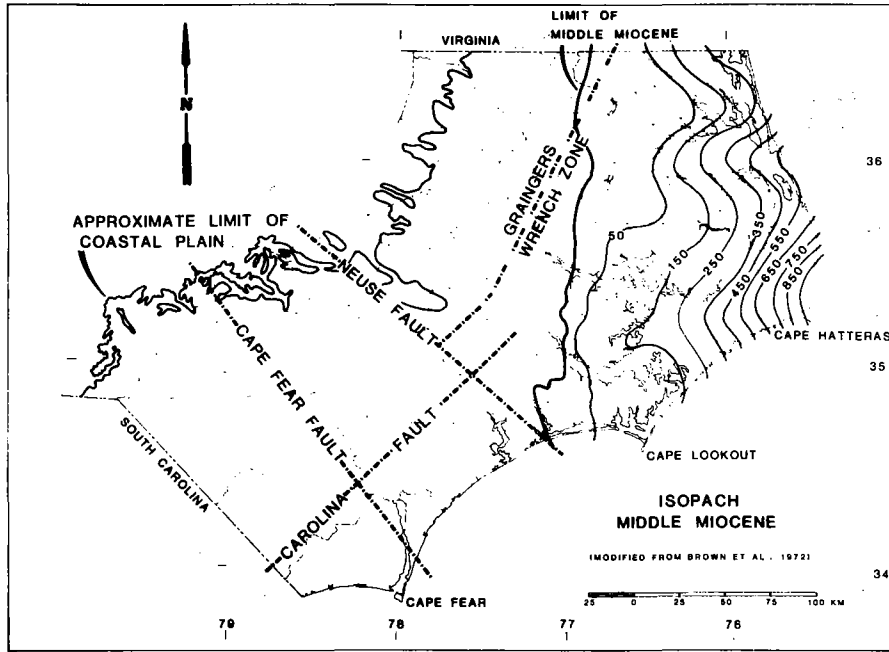 LIMIT OF
MIDDLE MIOCENE
VIRGINIA
N
36
GRAINGERS
WRENCH ZONE
APPROXIMATE LIMIT OF
COASTAL PLAIN
NEUSE FAULT
50
150
250
350
450
550
650
750
850
CAPE HATTERAS
35
CAPE FEAR FAULT
CAROLINA FAULT
SOUTH CAROLINA
CAPE LOOKOUT
ISOPACH
MIDDLE MIOCENE
(MODIFIED FROM BROWN ET AL. 1972)
34
25 0 25 50 75 100 KM
CAPE FEAR
79 78 77 76